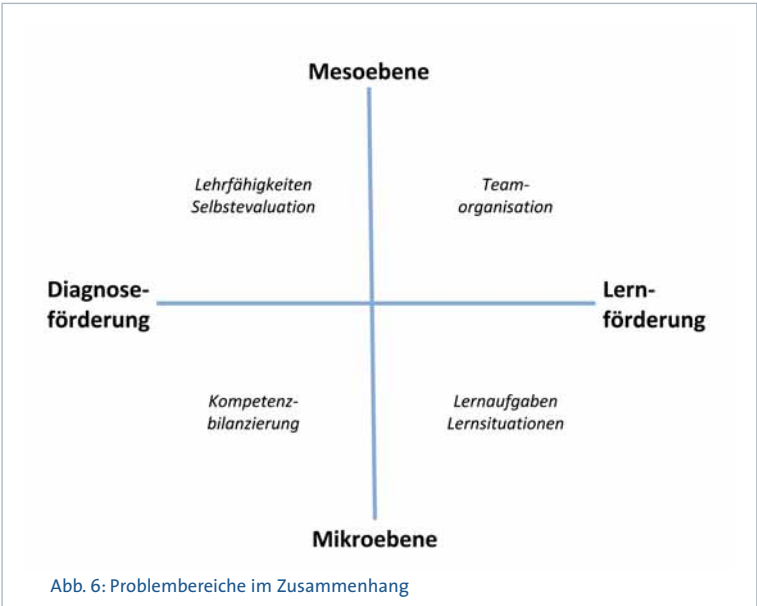 Mesoebene
Lehrfähigkeiten
Selbstevaluation
Team-
organisation
Diagnose-
förderung
Lern-
förderung
Kompetenz-
bilanzierung
Lernaufgaben
Lernsituationen
Mikroebene
Abb. 6: Problembereiche im Zusammenhang